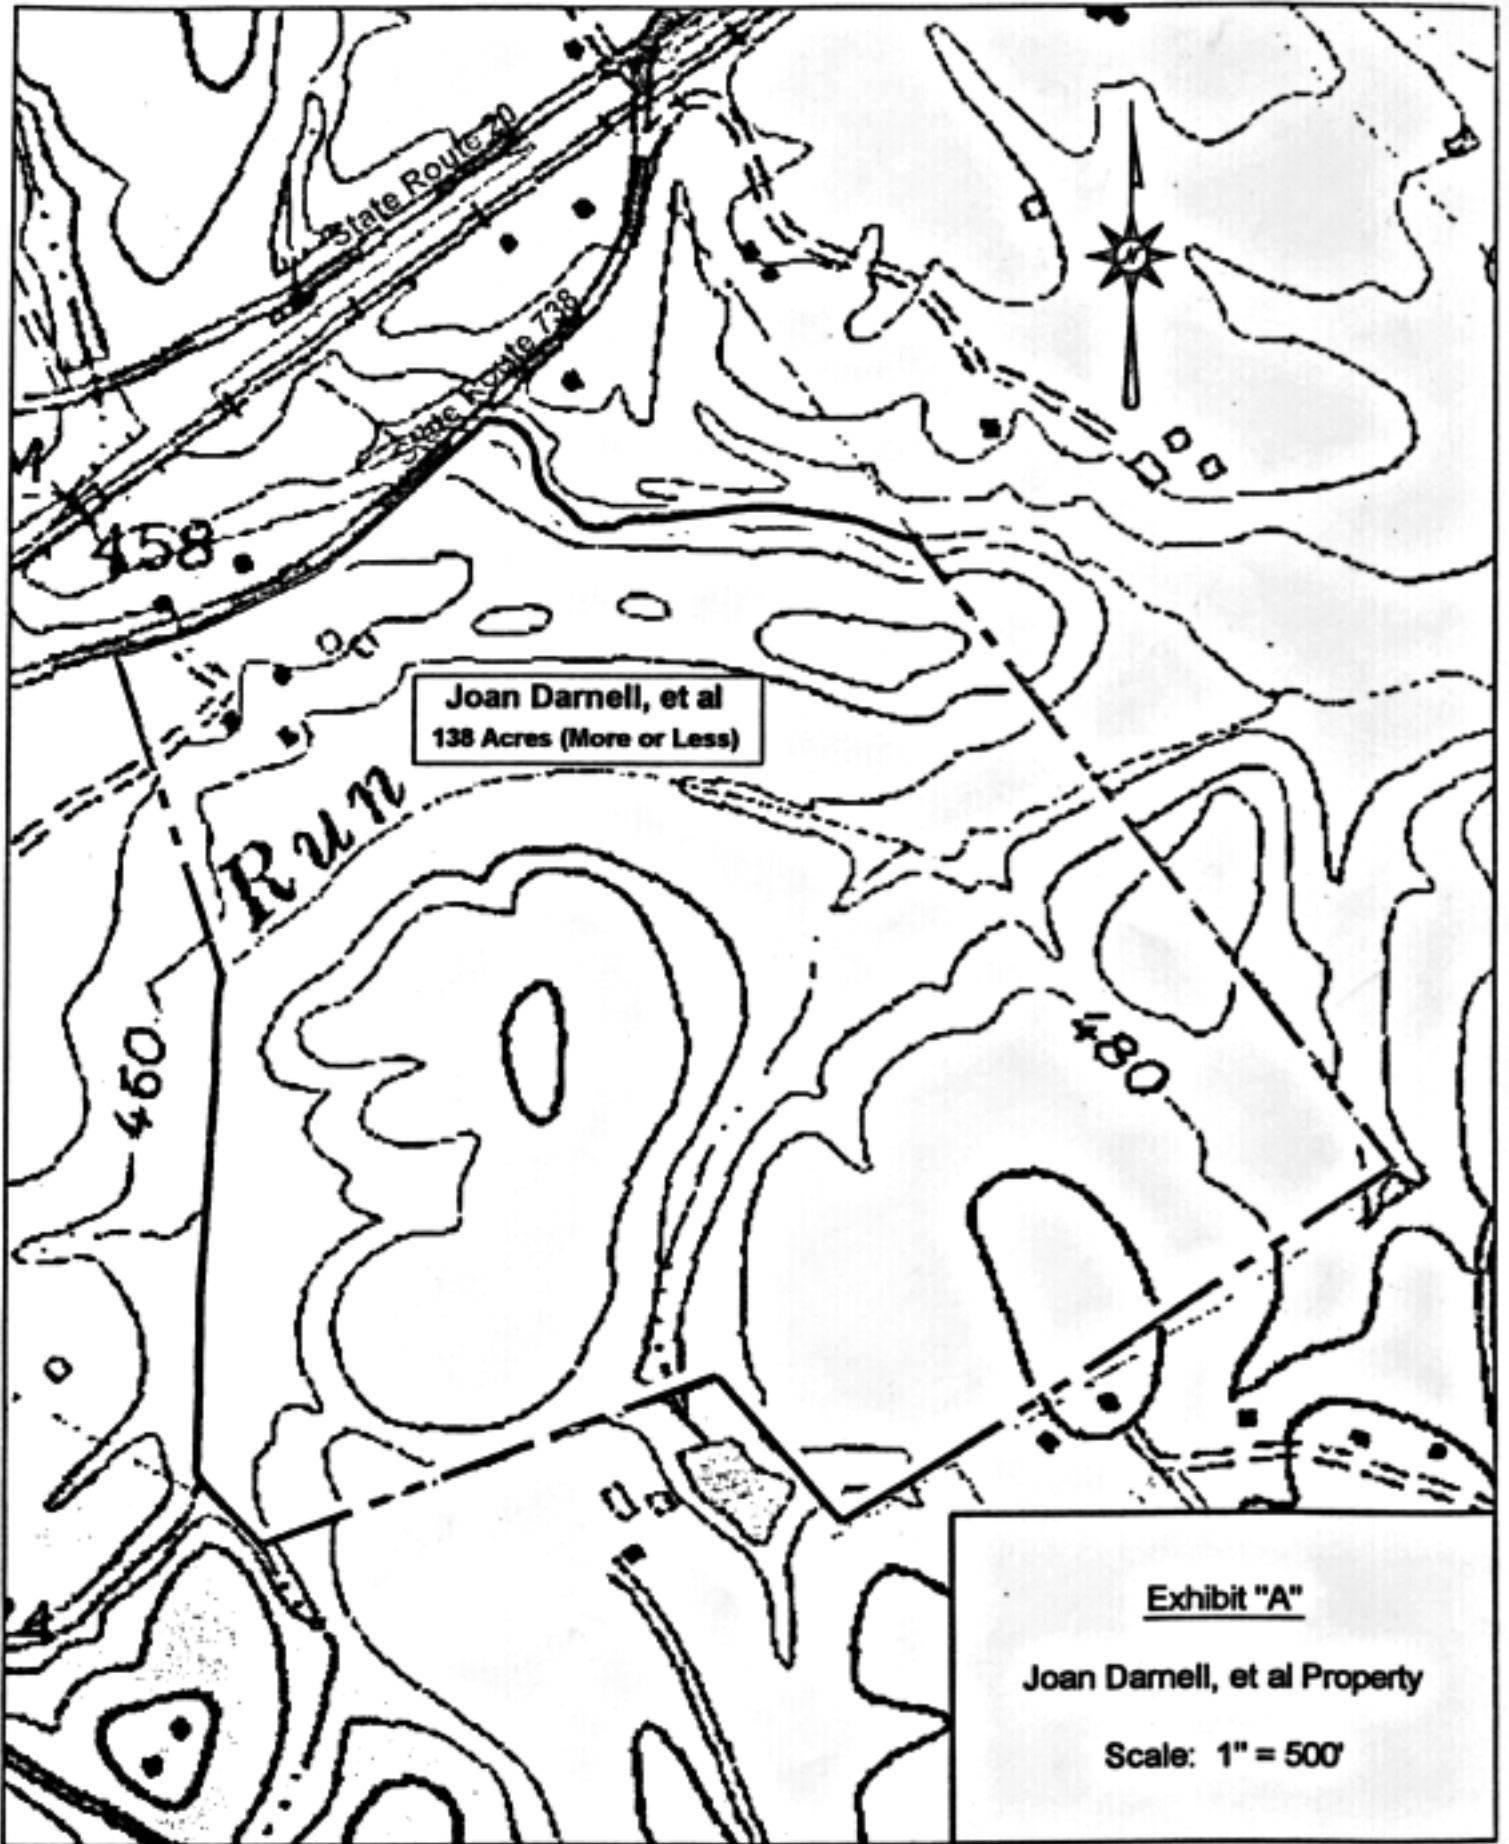 State Route 20
State Route 738
458
Joan Darnell, et al
138 Acres (More or Less)
Run
460
480
Exhibit "A"
Joan Darnell, et al Property
Scale: 1" = 500'